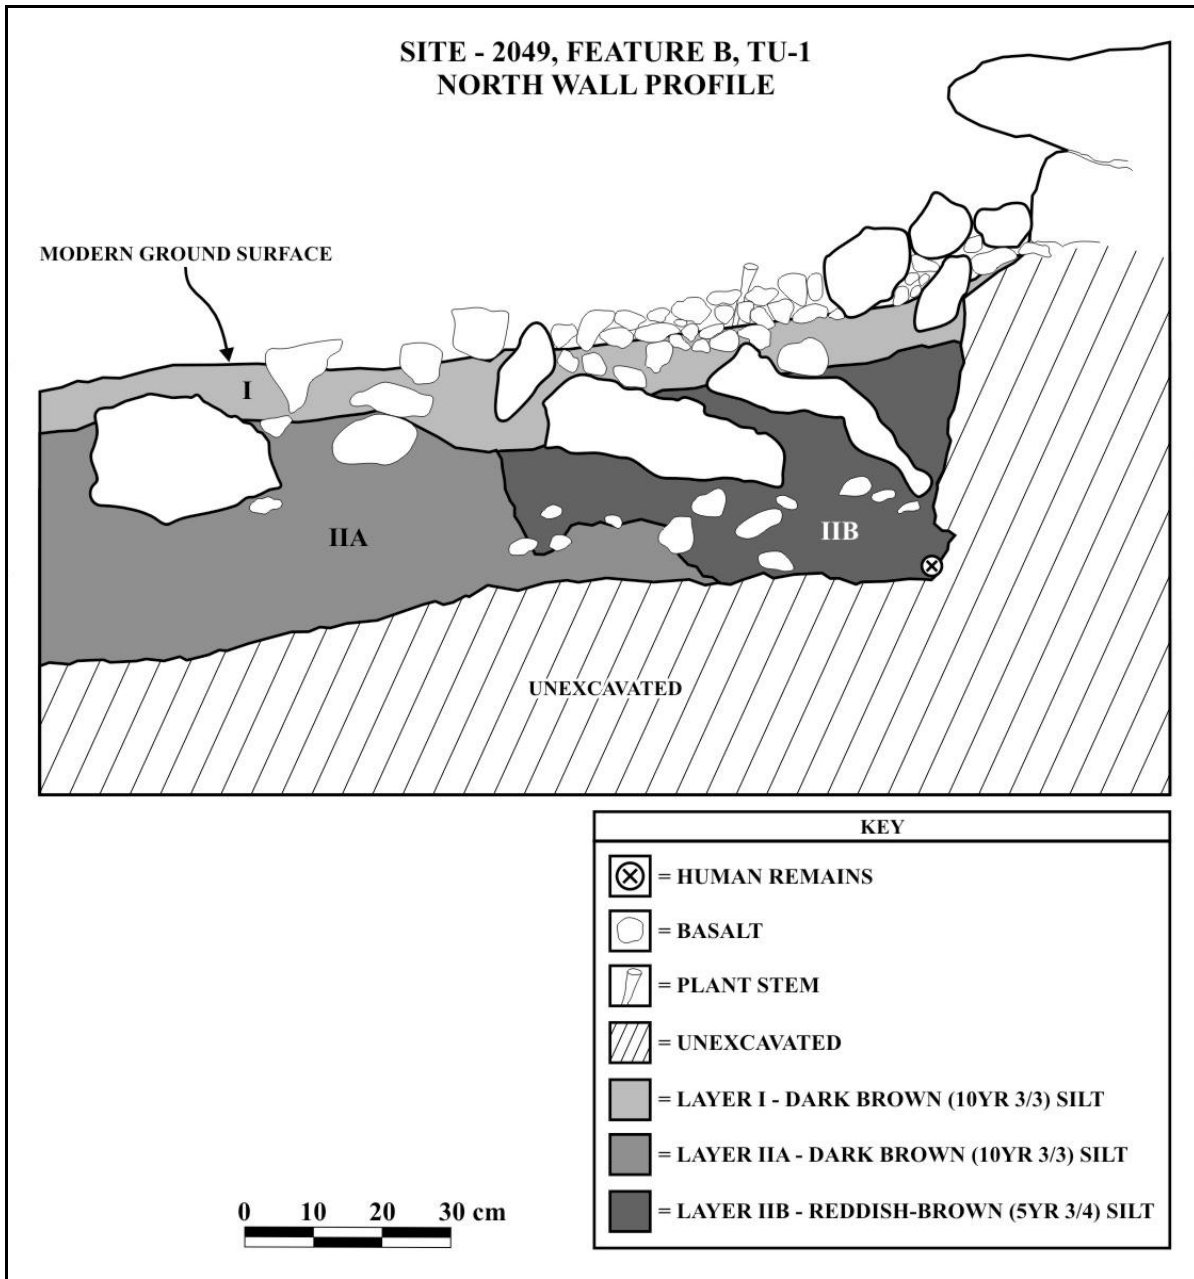 SITE - 2049, FEATURE B, TU-1
NORTH WALL PROFILE
MODERN GROUND SURFACE
I
IIA
IIB
UNEXCAVATED
KEY
= HUMAN REMAINS
= BASALT
= PLANT STEM
= UNEXCAVATED
= LAYER I - DARK BROWN (10YR 3/3) SILT
= LAYER IIA - DARK BROWN (10YR 3/3) SILT
= LAYER IIB - REDDISH-BROWN (5YR 3/4) SILT
0 10 20 30 cm